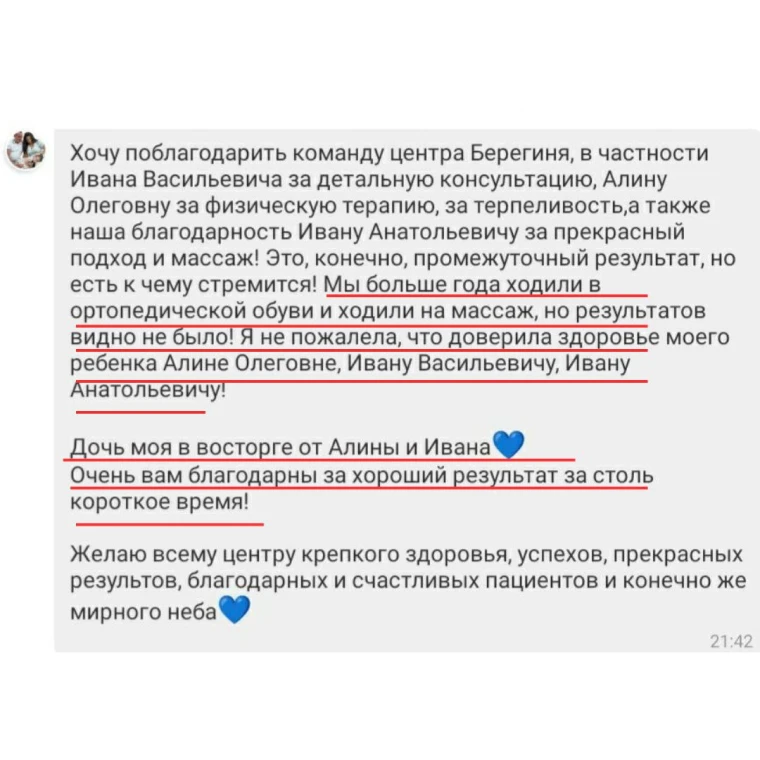 Хочу поблагодарить команду центра Берегиня, в частности
Ивана Васильевича за детальную консультацию, Алину
Олеговну за физическую терапию, за терпеливость,а также
наша благодарность Ивану Анатольевичу за прекрасный
подход и массаж! Это, конечно, промежуточный результат, но
есть к чему стремится! Мы больше года ходили в
ортопедической обуви и ходили на массаж, но результатов
видно не было! Я не пожалела, что доверила здоровье моего
ребенка Алине Олеговне, Ивану Васильевичу, Ивану
Анатольевичу!
Дочь моя в восторге от Алины и Ивана💙
Очень вам благодарны за хороший результат за столь
короткое время!
Желаю всему центру крепкого здоровья, успехов, прекрасных
результов, благодарных и счастливых пациентов и конечно же
мирного неба💙
21:42